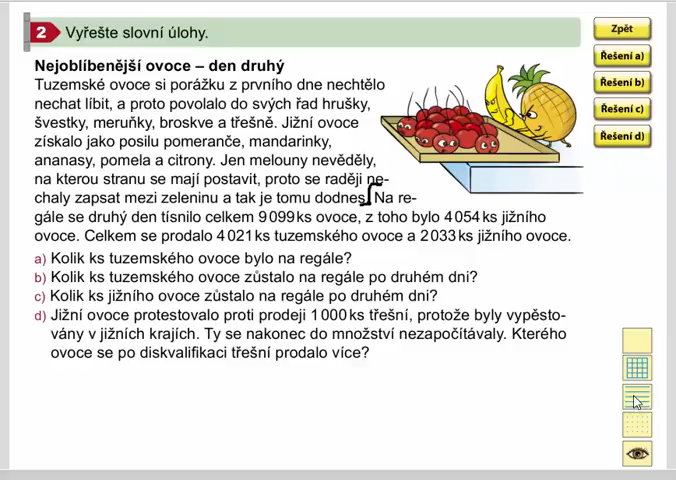 2 Vyřešte slovní úlohy.
Zpět
Řešení a)
Řešení b)
Řešení c)
Řešení d)
Nejoblíbenější ovoce – den druhý
Tuzemské ovoce si porážku z prvního dne nechtělo
nechat líbit, a proto povolalo do svých řad hrušky,
švestky, meruňky, broskve a třešně. Jižní ovoce
získalo jako posilu pomeranče, mandarinky,
ananasy, pomela a citrony. Jen melouny nevěděly,
na kterou stranu se mají postavit, proto se raději ne-
chaly zapsat mezi zeleninu a tak je tomu dodnes. Na re-
gále se druhý den tísnilo celkem 9 099 ks ovoce, z toho bylo 4 054 ks jižního
ovoce. Celkem se prodalo 4 021 ks tuzemského ovoce a 2 033 ks jižního ovoce.
a) Kolik ks tuzemského ovoce bylo na regále?
b) Kolik ks tuzemského ovoce zůstalo na regále po druhém dni?
c) Kolik ks jižního ovoce zůstalo na regále po druhém dni?
d) Jižní ovoce protestovalo proti prodeji 1 000 ks třešní, protože byly vypěsto-
vány v jižních krajích. Ty se nakonec do množství nezapočítávaly. Kterého
ovoce se po diskvalifikaci třešní prodalo více?